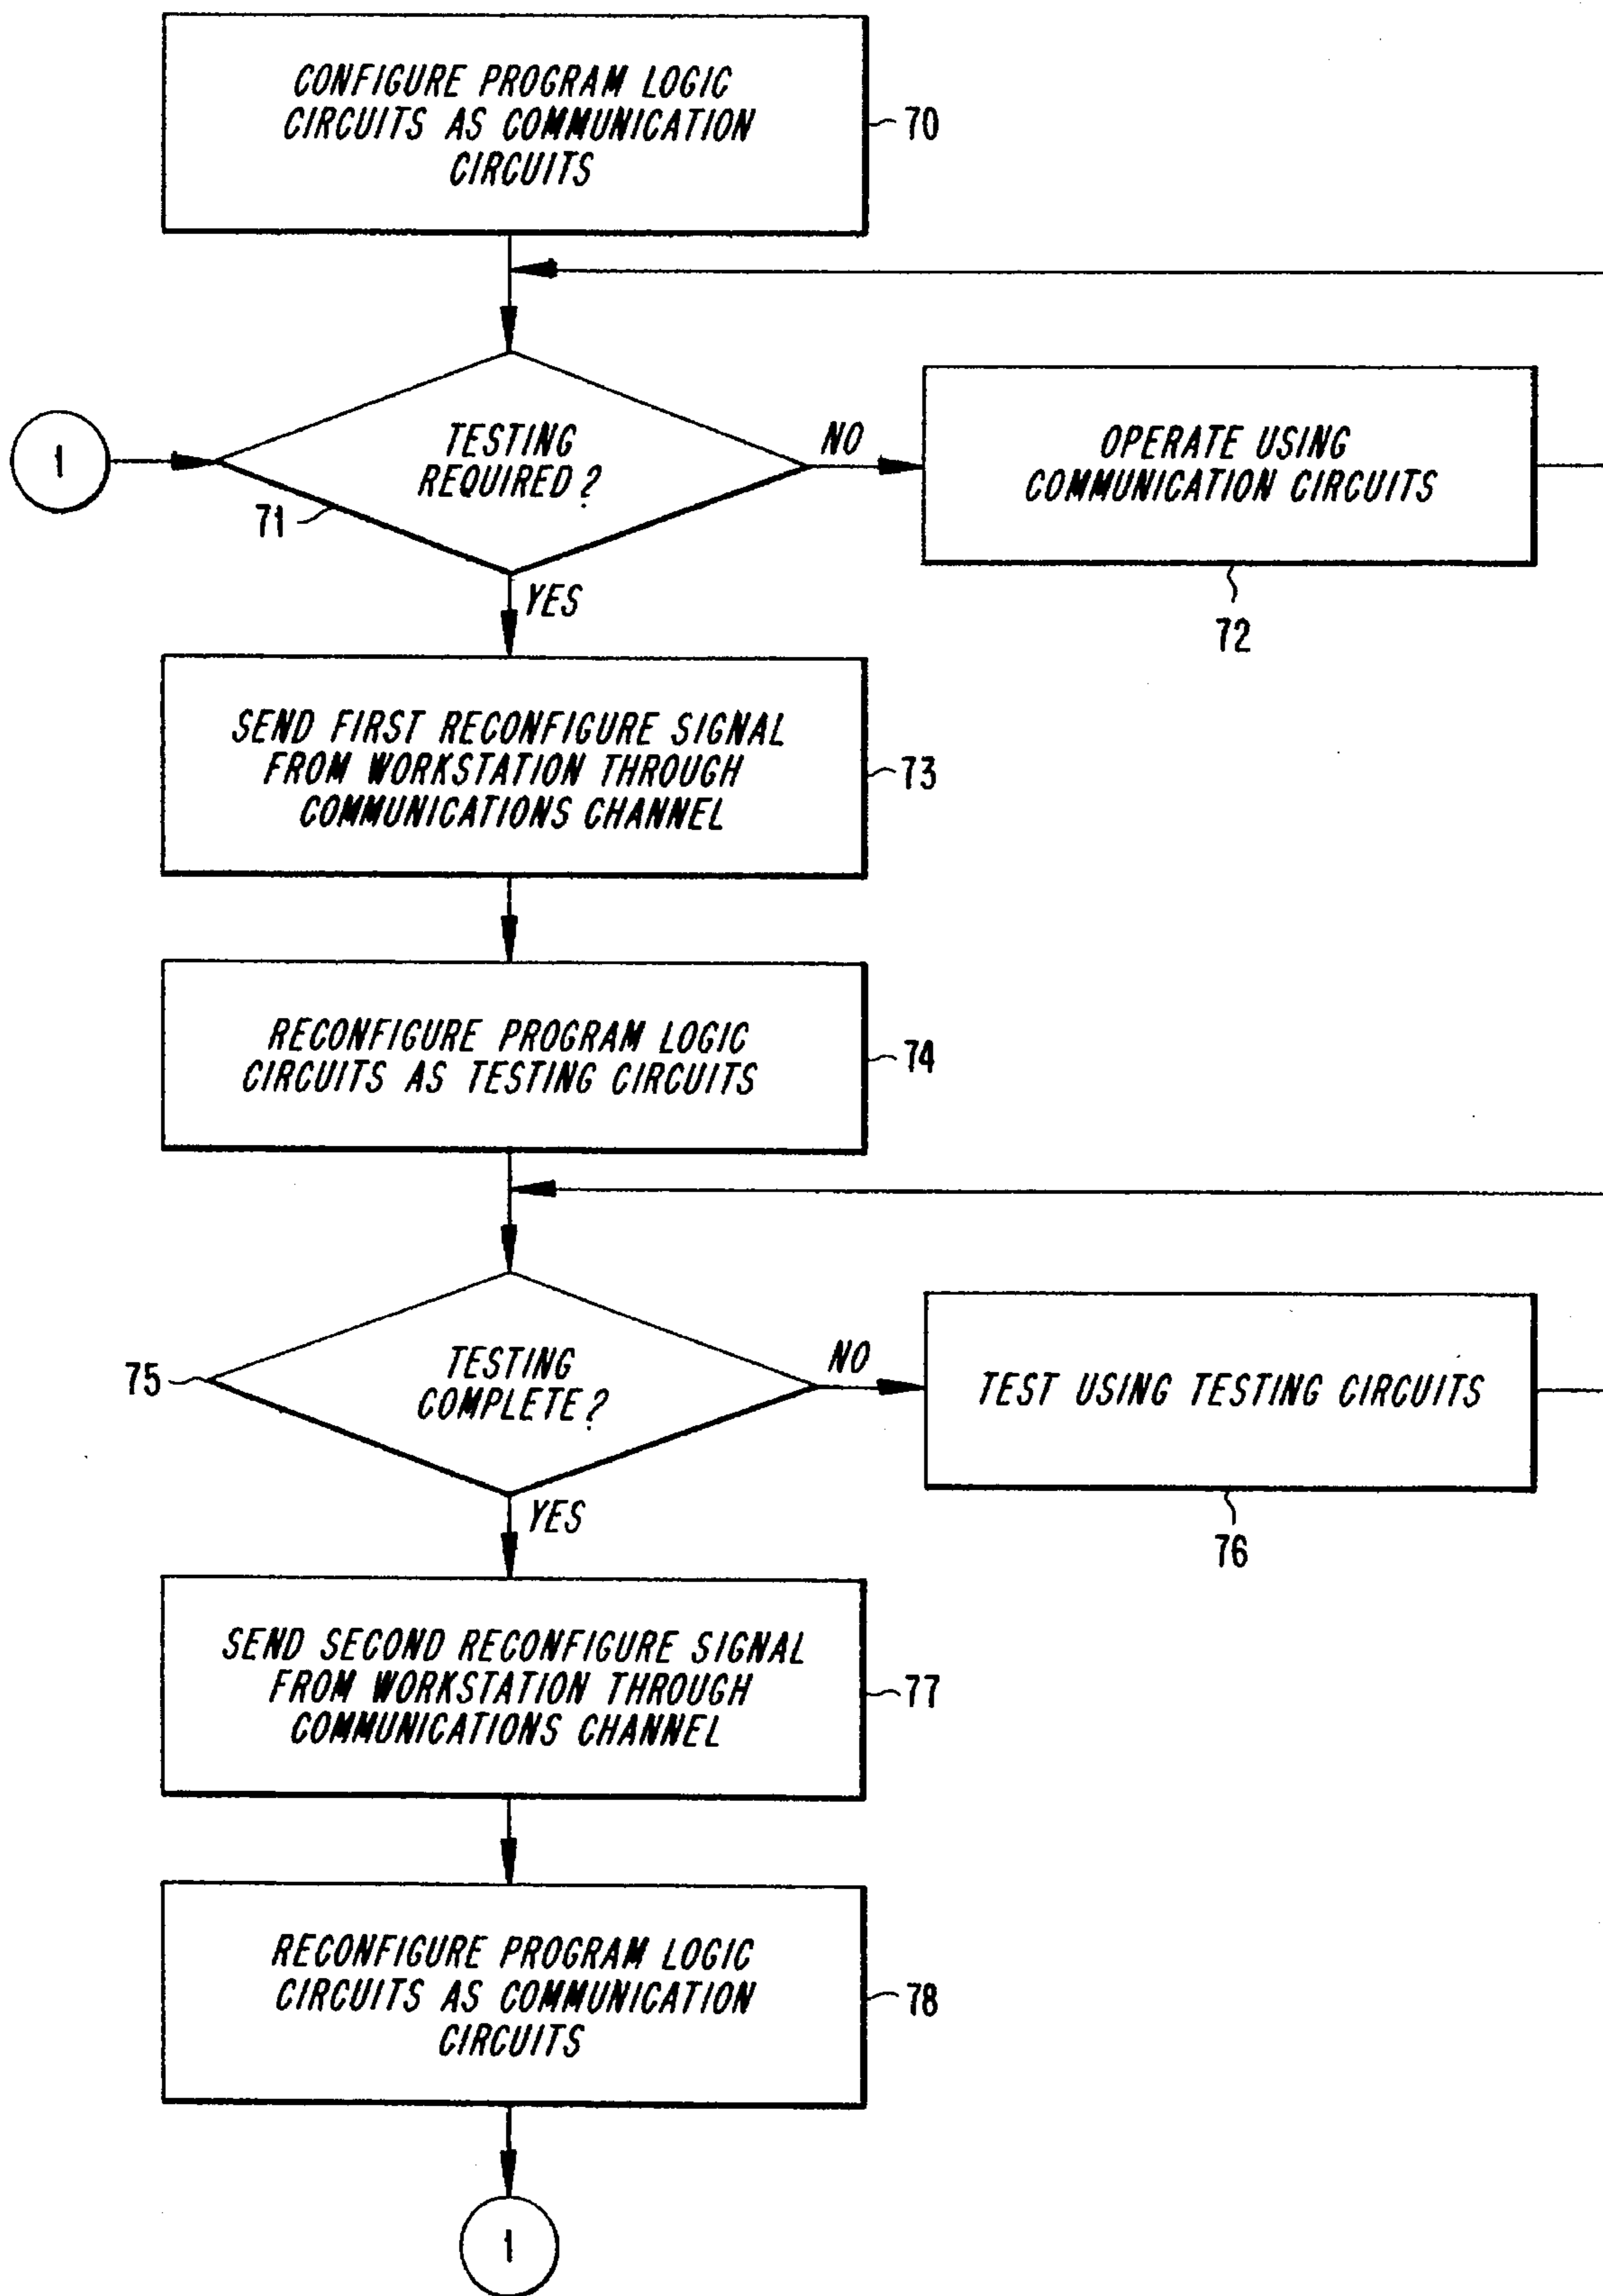 CONFIGURE PROGRAM LOGIC
CIRCUITS AS COMMUNICATION
CIRCUITS
70
1
TESTING
REQUIRED?
71
NO
OPERATE USING
COMMUNICATION CIRCUITS
72
YES
SEND FIRST RECONFIGURE SIGNAL
FROM WORKSTATION THROUGH
COMMUNICATIONS CHANNEL
73
RECONFIGURE PROGRAM LOGIC
CIRCUITS AS TESTING CIRCUITS
74
75
TESTING
COMPLETE?
NO
TEST USING TESTING CIRCUITS
76
YES
SEND SECOND RECONFIGURE SIGNAL
FROM WORKSTATION THROUGH
COMMUNICATIONS CHANNEL
77
RECONFIGURE PROGRAM LOGIC
CIRCUITS AS COMMUNICATION
CIRCUITS
78
1